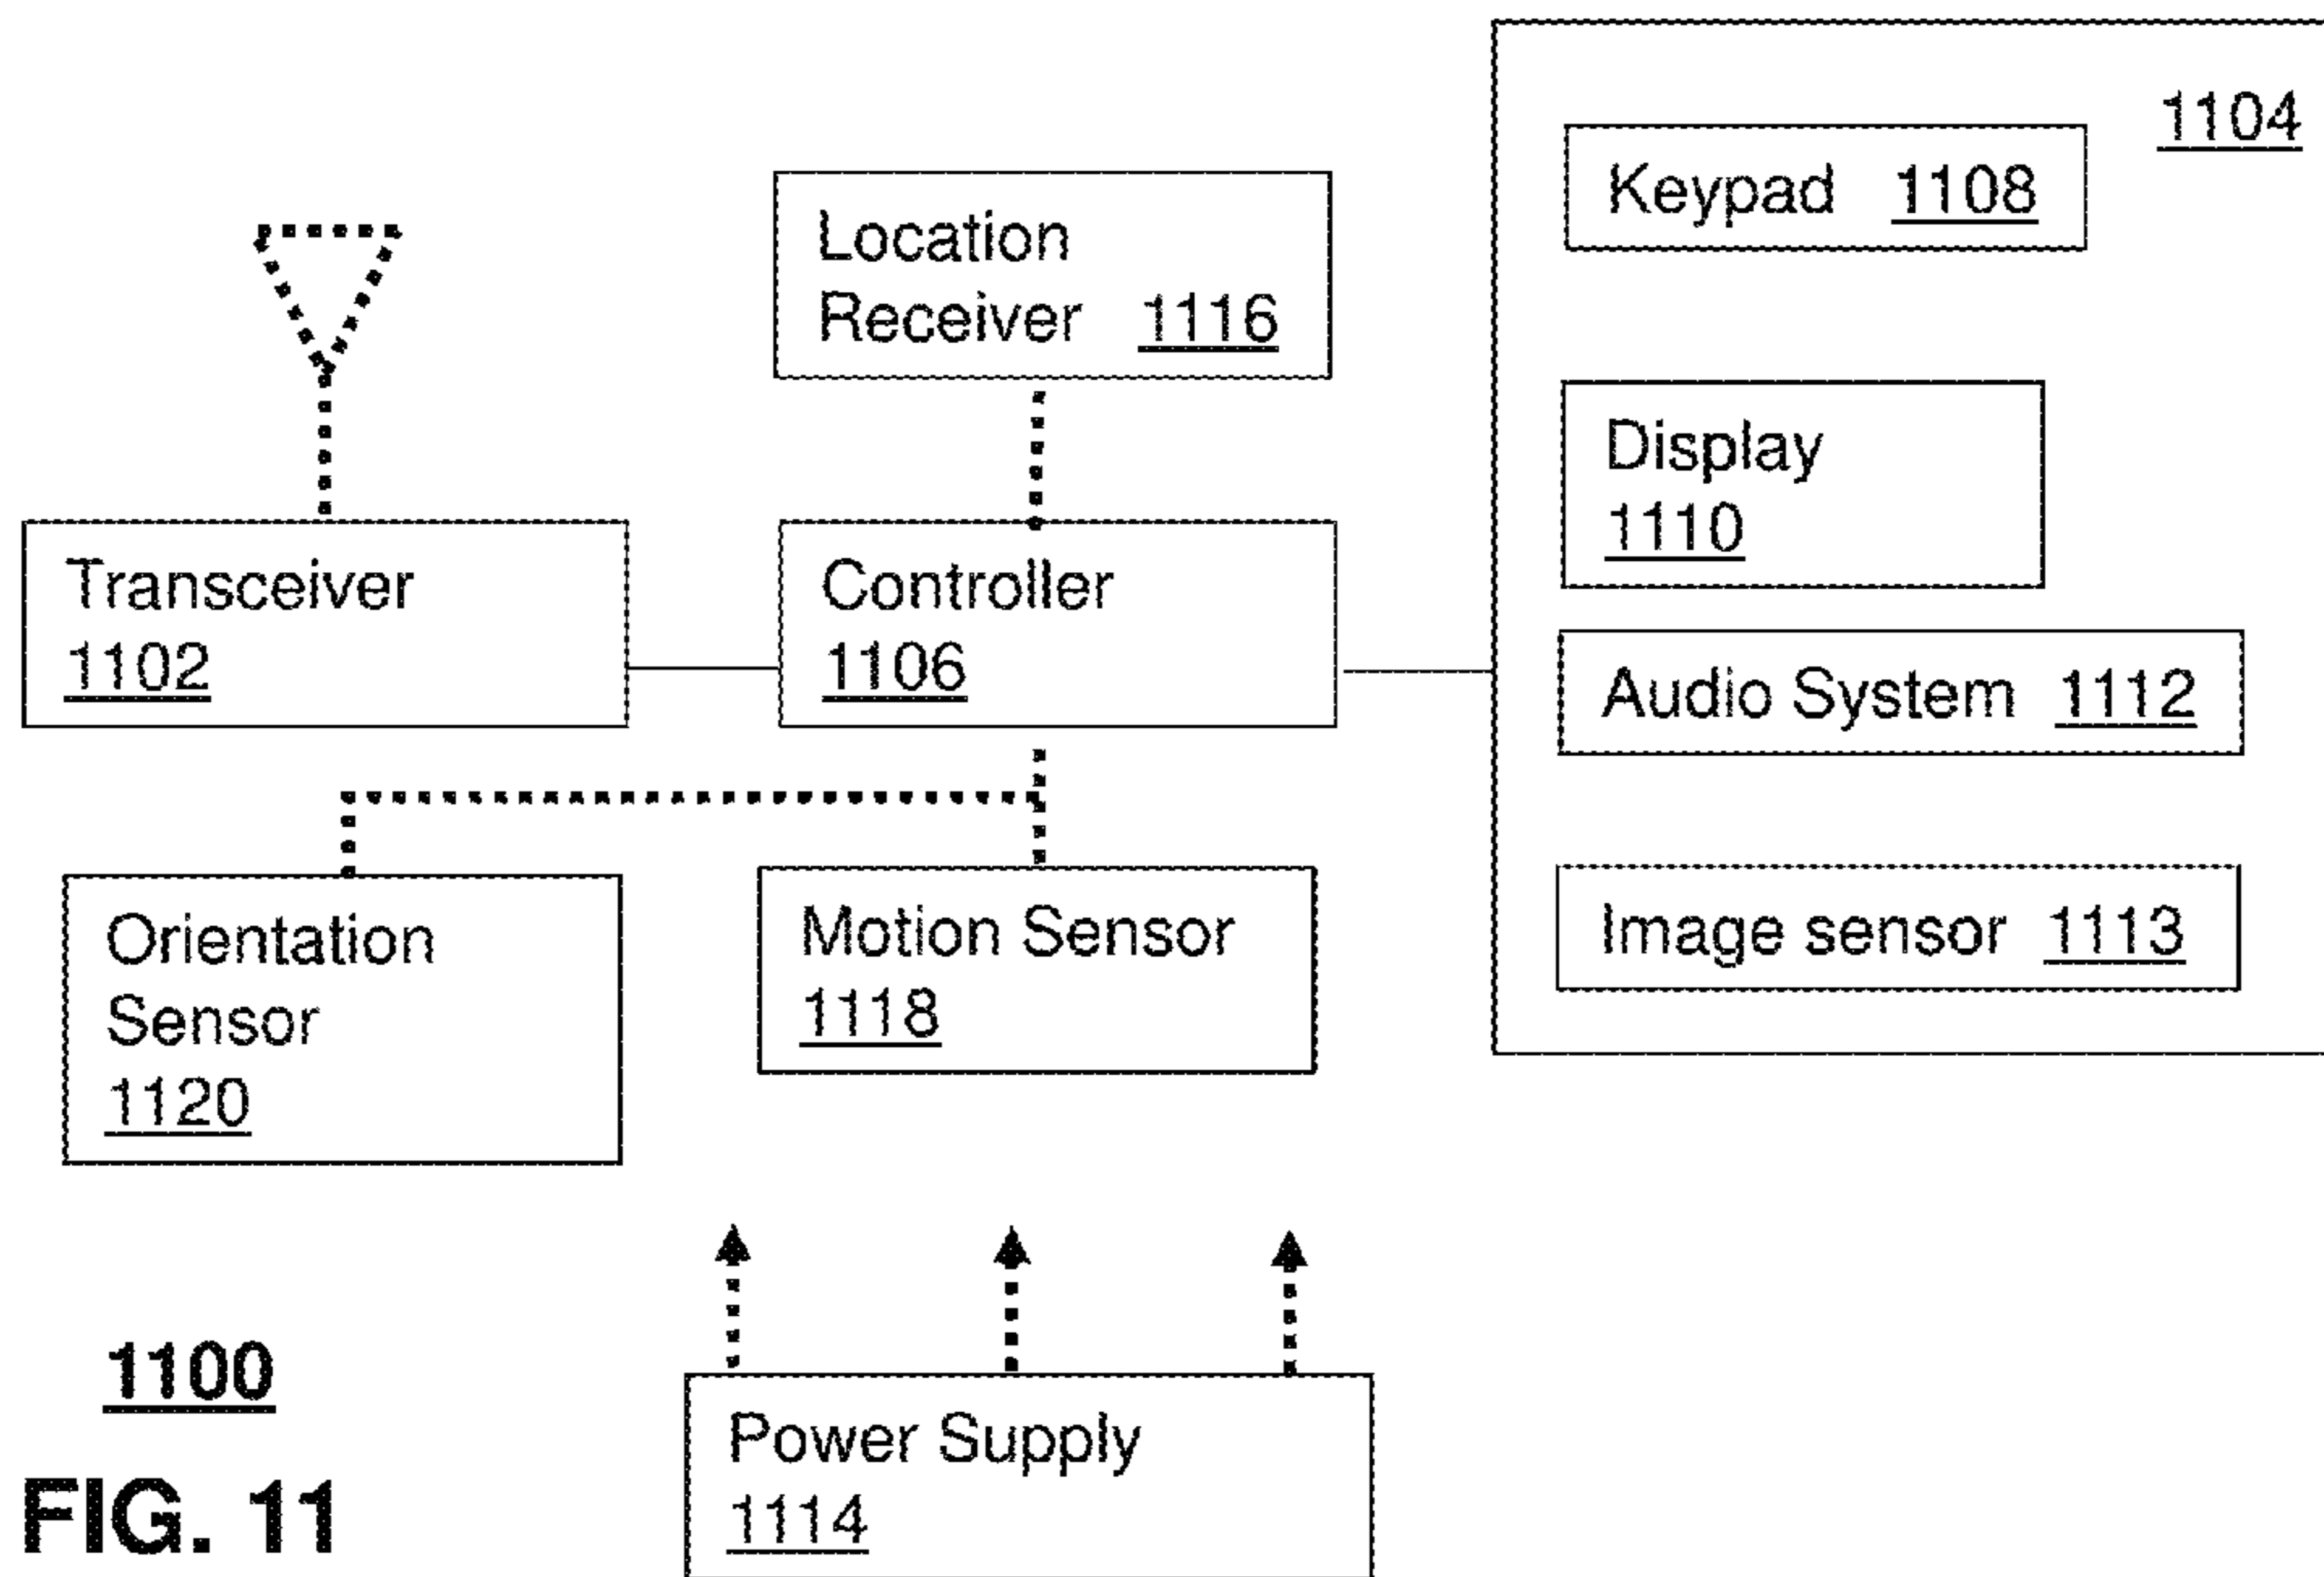 1104
Keypad 1108
Location
Receiver 1116
Display
1110
Transceiver
1102
Controller
1106
Audio System 1112
Orientation
Sensor
1120
Motion Sensor
1118
Image sensor 1113
1100
FIG. 11
Power Supply
1114